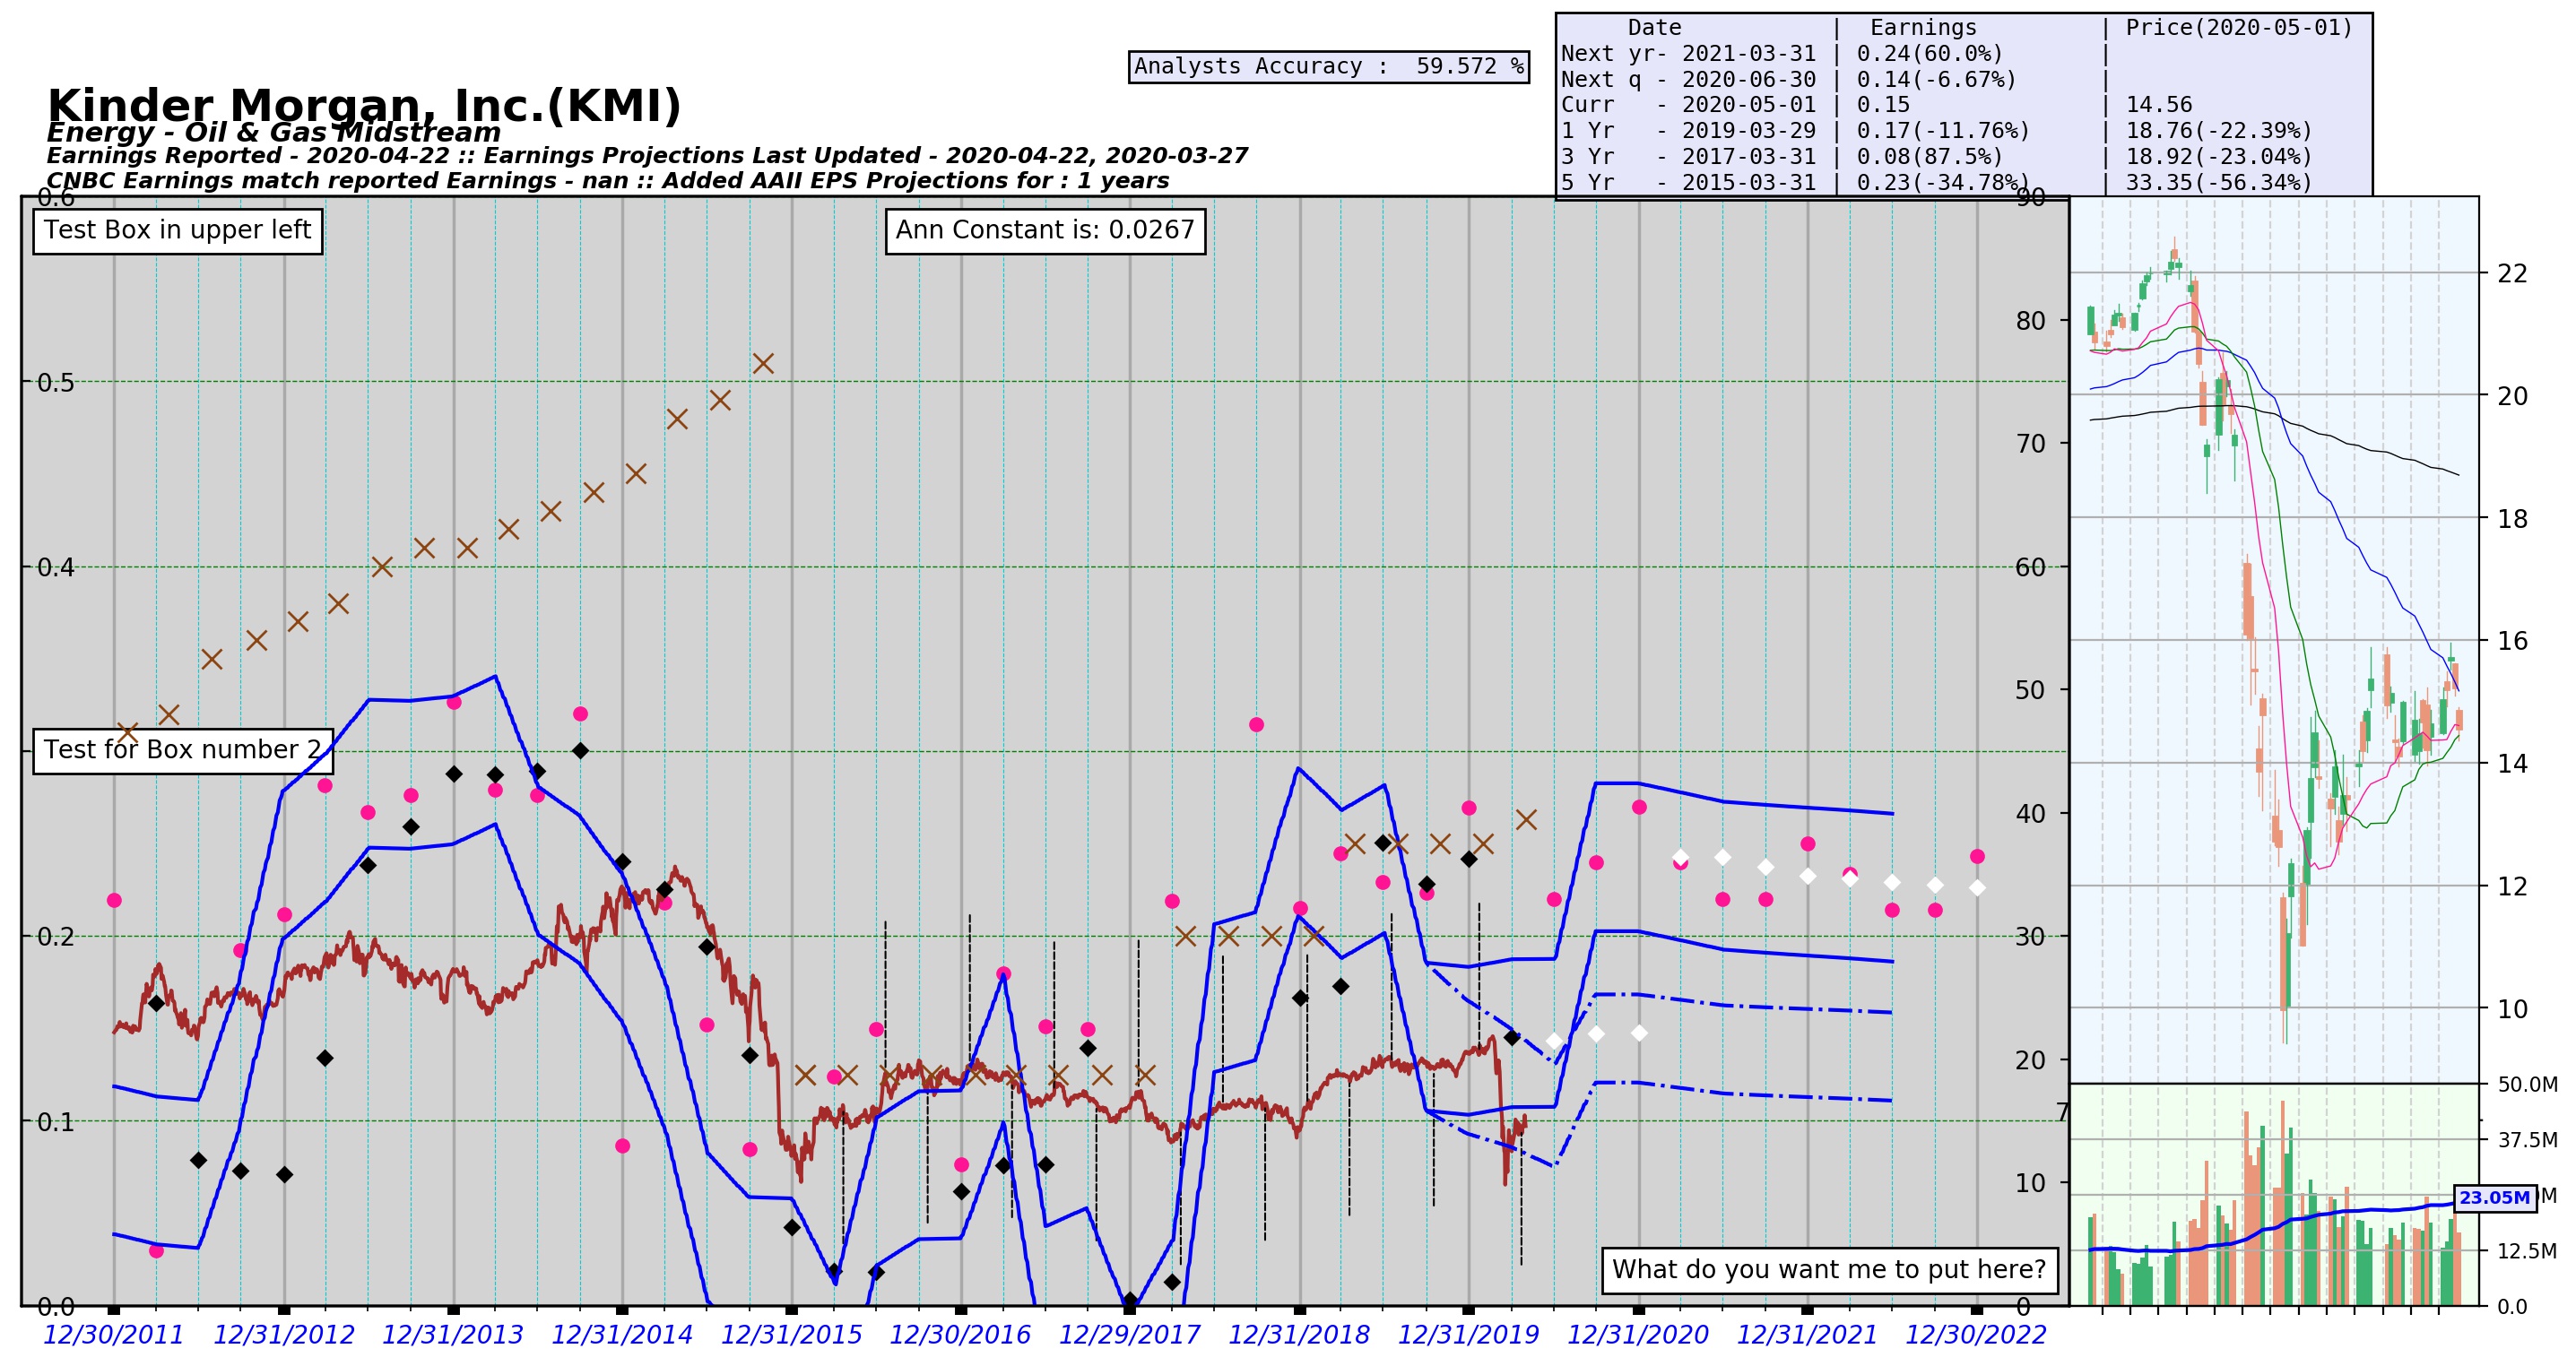 Date | Earnings | Price(2020-05-01)
Next yr- 2021-03-31 | 0.24(60.0%) |
Next q - 2020-06-30 | 0.14(-6.67%) |
Curr - 2020-05-01 | 0.15 | 14.56
1 Yr - 2019-03-29 | 0.17(-11.76%) | 18.76(-22.39%)
3 Yr - 2017-03-31 | 0.08(87.5%) | 18.92(-23.04%)
5 Yr - 2015-03-31 | 0.23(-34.78%) | 33.35(-56.34%)
Analysts Accuracy : 59.572 %
Kinder Morgan, Inc.(KMI)
Energy - Oil & Gas Midstream
Earnings Reported - 2020-04-22 :: Earnings Projections Last Updated - 2020-04-22, 2020-03-27
CNBC Earnings match reported Earnings - nan :: Added AAII EPS Projections for : 1 years
0.6
90
Test Box in upper left
Ann Constant is: 0.0267
22
80
0.5
20
70
18
0.4
60
16
50
Test for Box number 2
14
40
12
0.2
30
10
20
50.0M
7
0.1
37.5M
10
23.05M
M
12.5M
What do you want me to put here?
0.0
0
0.0
12/30/2011 12/31/2012 12/31/2013 12/31/2014 12/31/2015 12/30/2016 12/29/2017 12/31/2018 12/31/2019 12/31/2020 12/31/2021 12/30/2022